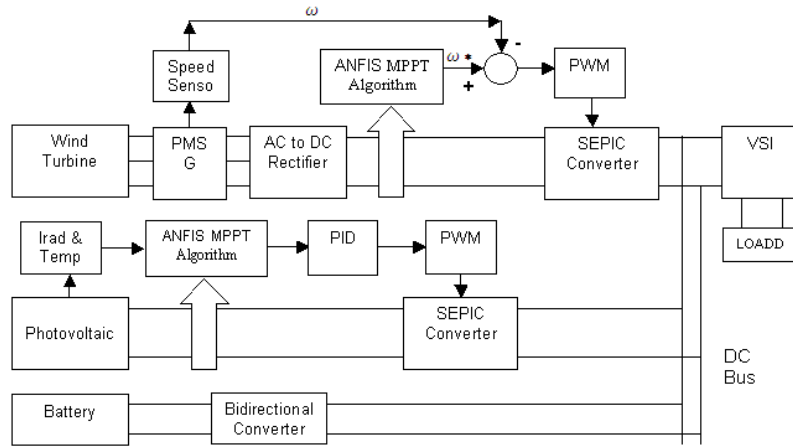 ω
Speed
Senso
ANFIS MPPT
Algorithm
ω *
-
+
PWM
Wind
Turbine
PMS
G
AC to DC
Rectifier
SEPIC
Converter
VSI
LOADD
Irad &
Temp
ANFIS MPPT
Algorithm
PID
PWM
Photovoltaic
SEPIC
Converter
DC
Bus
Battery
Bidirectional
Converter